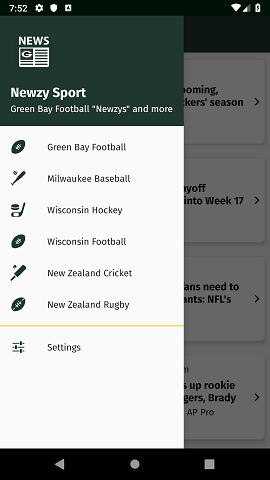 7:52
NEWS
G
Newzy Sport
Green Bay Football "Newzys" and more
Green Bay Football
Milwaukee Baseball
Wisconsin Hockey
Wisconsin Football
New Zealand Cricket
New Zealand Rugby
Settings
ooming,
ckers' season
ayoff
into Week 17
fans need to
ants: NFL's
m
s up rookie
gers, Brady
AP Pro